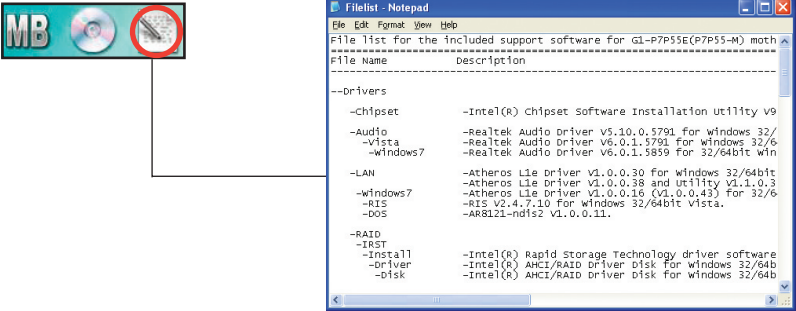 MB
Filelist - Notepad
File Edit Format View Help
File list for the included support software for G1-P7P55E(P7P55-M) moth
================================================================
File Name Description
----------------------------------------------------------------
--Drivers
-Chipset -Intel(R) Chipset Software Installation Utility V9
-Audio -Realtek Audio Driver V5.10.0.5791 for Windows 32/
-Vista -Realtek Audio Driver V6.0.1.5791 for Windows 32/6
-Windows7 -Realtek Audio Driver V6.0.1.5859 for 32/64bit Win
-LAN -Atheros L1e Driver V1.0.0.30 for Windows 32/64bit
-Atheros L1e Driver V1.0.0.38 and Utility V1.1.0.3
-Windows7 -Atheros L1e Driver V1.0.0.16 (V1.0.0.43) for 32/6
-RIS -RIS V2.4.7.10 for Windows 32/64bit Vista.
-DOS -AR8121-ndis2 V1.0.0.11.
-RAID
-IRST
-Install -Intel(R) Rapid Storage Technology driver software
-Driver -Intel(R) AHCI/RAID Driver Disk for Windows 32/64b
-Disk -Intel(R) AHCI/RAID Driver Disk for Windows 32/64b